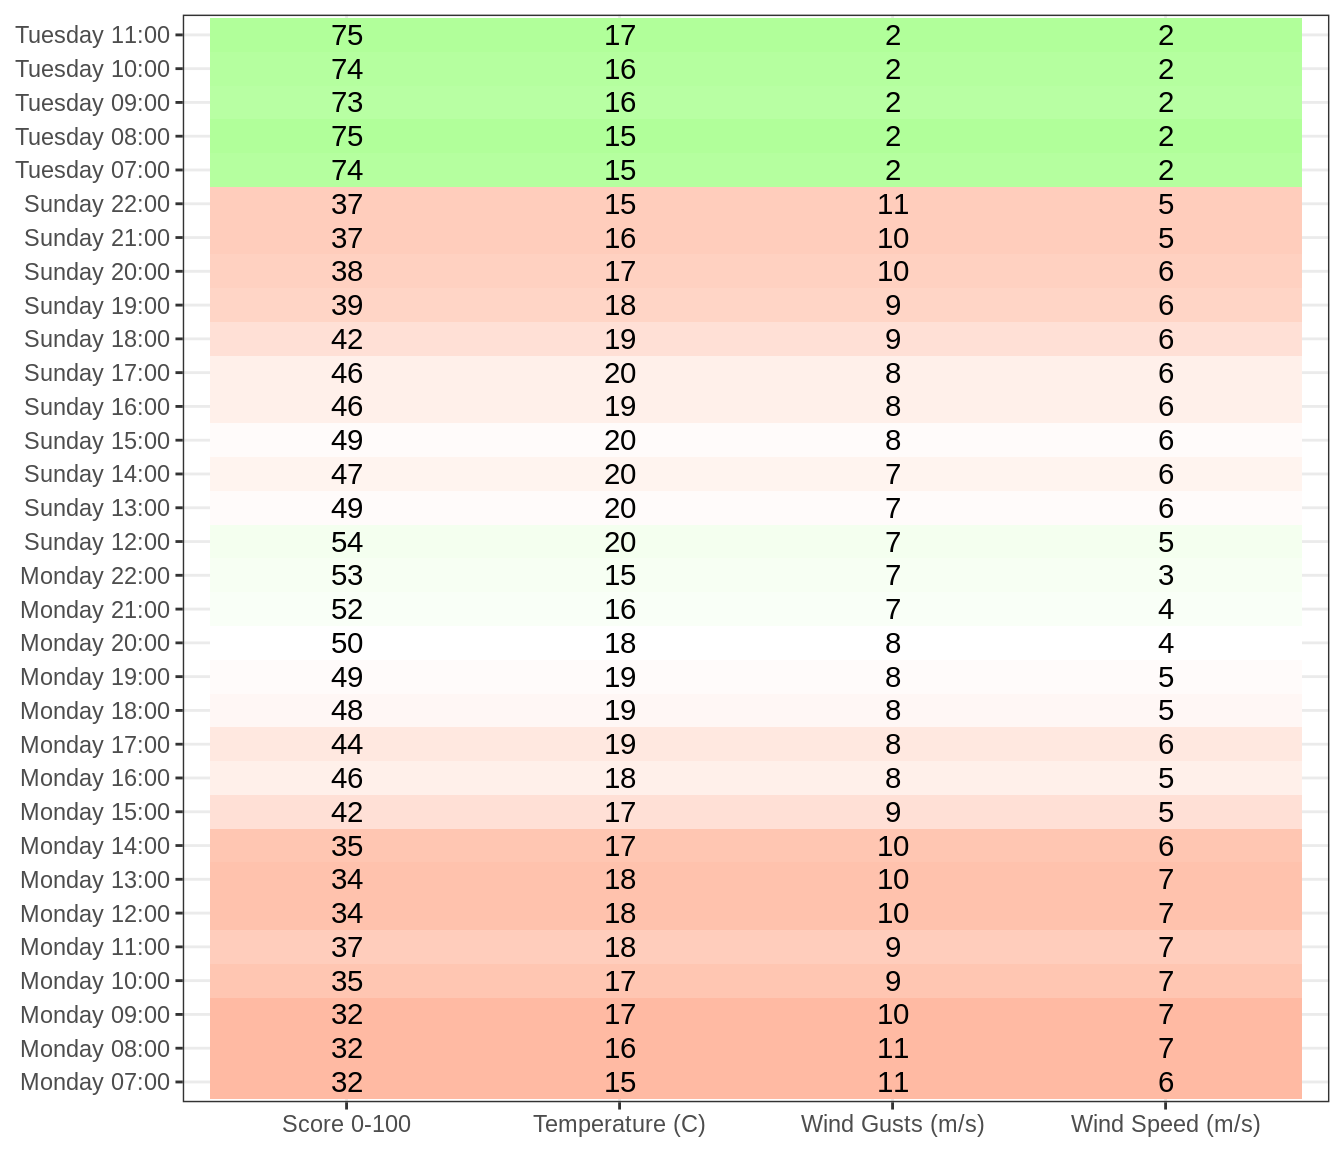 Tuesday 11:00 75 17 2 2
Tuesday 10:00 74 16 2 2
Tuesday 09:00 73 16 2 2
Tuesday 08:00 75 15 2 2
Tuesday 07:00 74 15 2 2
Sunday 22:00 37 15 11 5
Sunday 21:00 37 16 10 5
Sunday 20:00 38 17 10 6
Sunday 19:00 39 18 9 6
Sunday 18:00 42 19 9 6
Sunday 17:00 46 20 8 6
Sunday 16:00 46 19 8 6
Sunday 15:00 49 20 8 6
Sunday 14:00 47 20 7 6
Sunday 13:00 49 20 7 6
Sunday 12:00 54 20 7 5
Monday 22:00 53 15 7 3
Monday 21:00 52 16 7 4
Monday 20:00 50 18 8 4
Monday 19:00 49 19 8 5
Monday 18:00 48 19 8 5
Monday 17:00 44 19 8 6
Monday 16:00 46 18 8 5
Monday 15:00 42 17 9 5
Monday 14:00 35 17 10 6
Monday 13:00 34 18 10 7
Monday 12:00 34 18 10 7
Monday 11:00 37 18 9 7
Monday 10:00 35 17 9 7
Monday 09:00 32 17 10 7
Monday 08:00 32 16 11 7
Monday 07:00 32 15 11 6
Score 0-100 Temperature (C) Wind Gusts (m/s) Wind Speed (m/s)